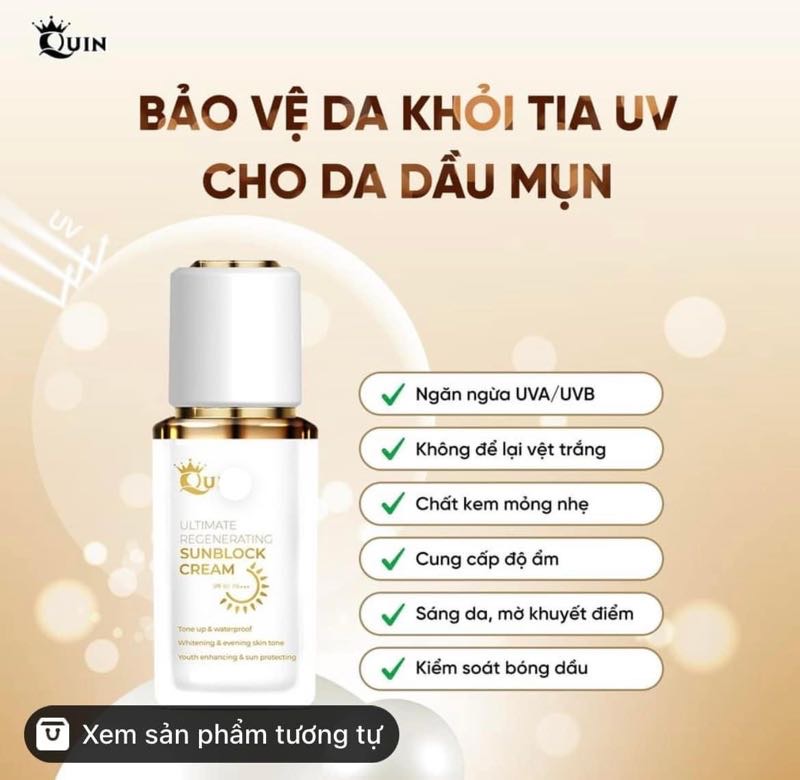 QUIN
BẢO VỆ DA KHỎI TIA UV
CHO DA DẦU MỤN
UV
Ngăn ngừa UVA/UVB
Không để lại vệt trắng
Chất kem mỏng nhẹ
Cung cấp độ ẩm
Sáng da, mờ khuyết điểm
Kiểm soát bóng dầu
ULTIMATE
REGENERATING
SUNBLOCK
CREAM
Tone up & waterproof
Whitening & evening skin tone
Youth enhancing & sun protecting
Xem sản phẩm tương tự